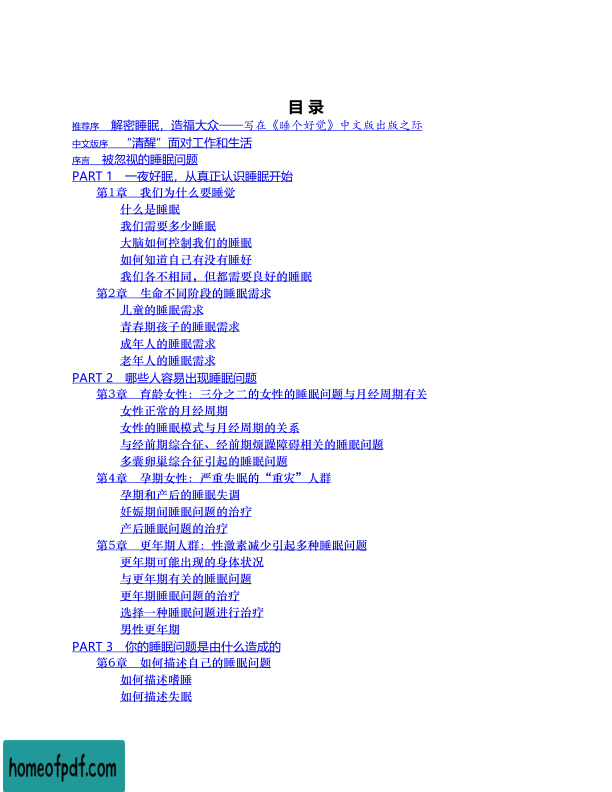 目 录
推荐序 解密睡眠，造福大众——写在《睡个好觉》中文版出版之际
中文版序 “清醒”面对工作和生活
序言 被忽视的睡眠问题
PART 1 一夜好眠，从真正认识睡眠开始
第1章 我们为什么要睡觉
什么是睡眠
我们需要多少睡眠
大脑如何控制我们的睡眠
如何知道自己有没有睡好
我们各不相同，但都需要良好的睡眠
第2章 生命不同阶段的睡眠需求
儿童的睡眠需求
青春期孩子的睡眠需求
成年人的睡眠需求
老年人的睡眠需求
PART 2 哪些人容易出现睡眠问题
第3章 育龄女性：三分之二的女性的睡眠问题与月经周期有关
女性正常的月经周期
女性的睡眠模式与月经周期的关系
与经前期综合征、经前期烦躁障碍相关的睡眠问题
多囊卵巢综合征引起的睡眠问题
第4章 孕期女性：严重失眠的“重灾”人群
孕期和产后的睡眠失调
妊娠期间睡眠问题的治疗
产后睡眠问题的治疗
第5章 更年期人群：性激素减少引起多种睡眠问题
更年期可能出现的身体状况
与更年期有关的睡眠问题
更年期睡眠问题的治疗
选择一种睡眠问题进行治疗
男性更年期
PART 3 你的睡眠问题是由什么造成的
第6章 如何描述自己的睡眠问题
如何描述嗜睡
如何描述失眠
homeofpdf.com